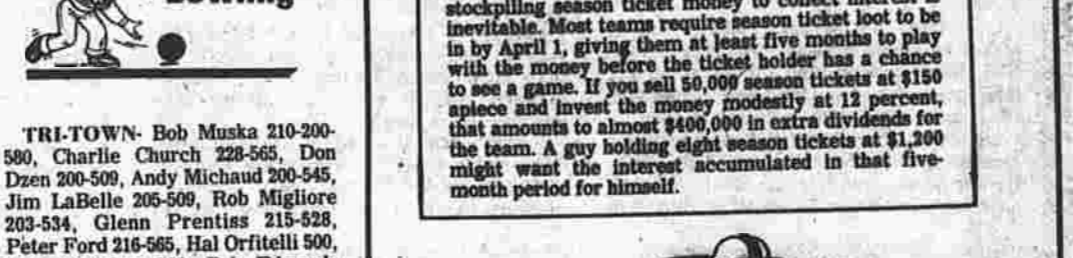 Bowling
TRI-TOWN- Bob Muska 210-200-
580, Charlie Church 228-565, Don
Dzen 200-509, Andy Michaud 200-545,
Jim LaBelle 205-509, Rob Migliore
203-534, Glenn Prentiss 215-528,
Peter Ford 216-565, Hal Orfitelli 500,
stockpiling season ticket money to collect interest is
inevitable. Most teams require season ticket loot to be
in by April 1, giving them at least five months to play
with the money before the ticket holder has a chance
to see a game. If you sell 50,000 season tickets at $150
apiece and invest the money modestly at 12 percent,
that amounts to almost $400,000 in extra dividends for
the team. A guy holding eight season tickets at $1,200
might want the interest accumulated in that five-
month period for himself.